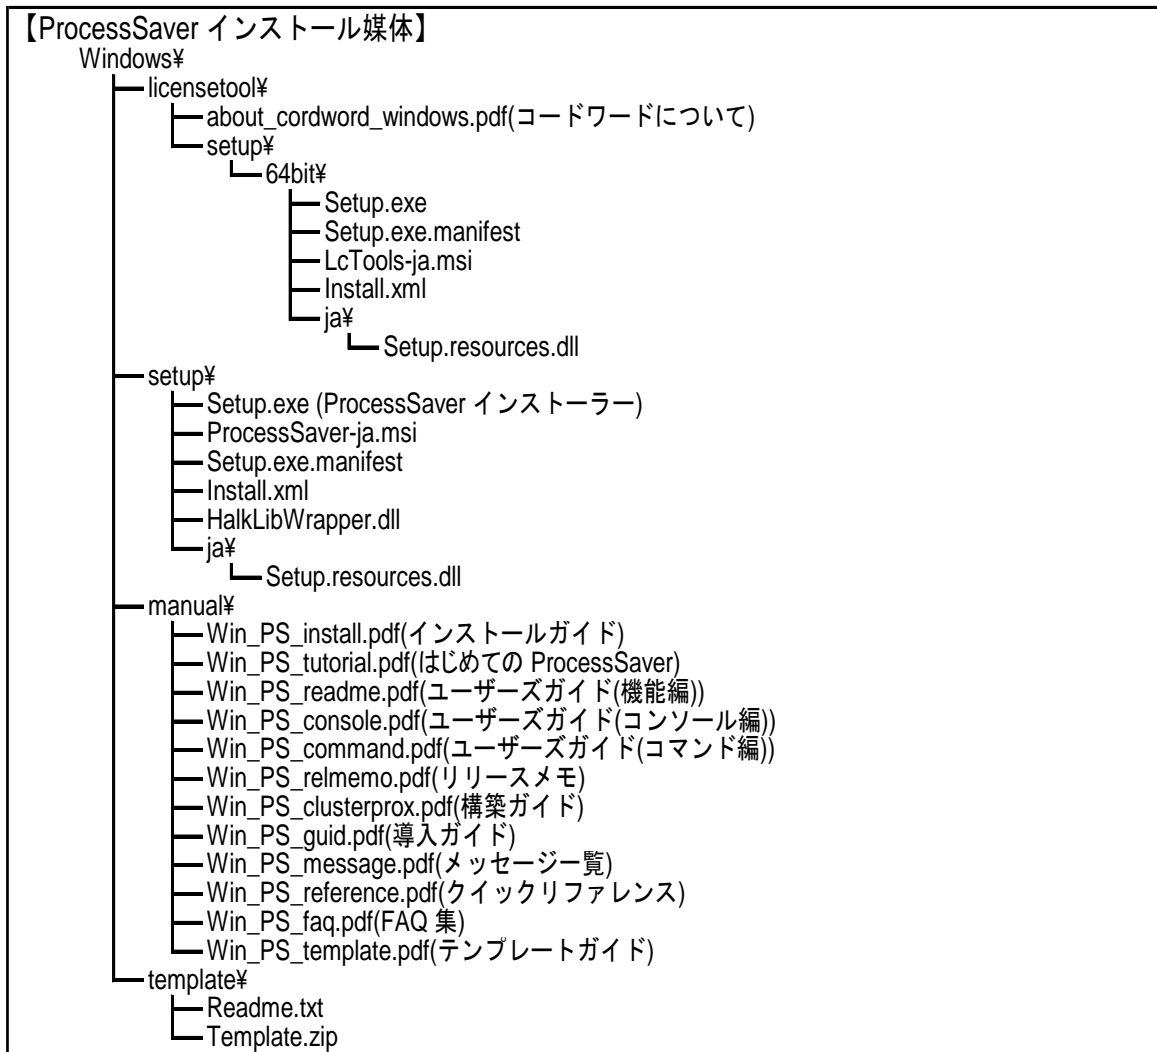 【ProcessSaver インストール媒体】
Windows¥
licensetool¥
about_cordword_windows.pdf(コードワードについて)
setup¥
64bit¥
Setup.exe
Setup.exe.manifest
LcTools-ja.msi
Install.xml
ja¥
Setup.resources.dll
setup¥
Setup.exe (ProcessSaver インストーラー)
ProcessSaver-ja.msi
Setup.exe.manifest
Install.xml
HalkLibWrapper.dll
ja¥
Setup.resources.dll
manual¥
Win_PS_install.pdf(インストールガイド)
Win_PS_tutorial.pdf(はじめての ProcessSaver)
Win_PS_readme.pdf(ユーザーズガイド(機能編))
Win_PS_console.pdf(ユーザーズガイド(コンソール編))
Win_PS_command.pdf(ユーザーズガイド(コマンド編))
Win_PS_relmemo.pdf(リリースメモ)
Win_PS_clusterprox.pdf(構築ガイド)
Win_PS_guid.pdf(導入ガイド)
Win_PS_message.pdf(メッセージ一覧)
Win_PS_reference.pdf(クイックリファレンス)
Win_PS_faq.pdf(FAQ 集)
Win_PS_template.pdf(テンプレートガイド)
template¥
Readme.txt
Template.zip